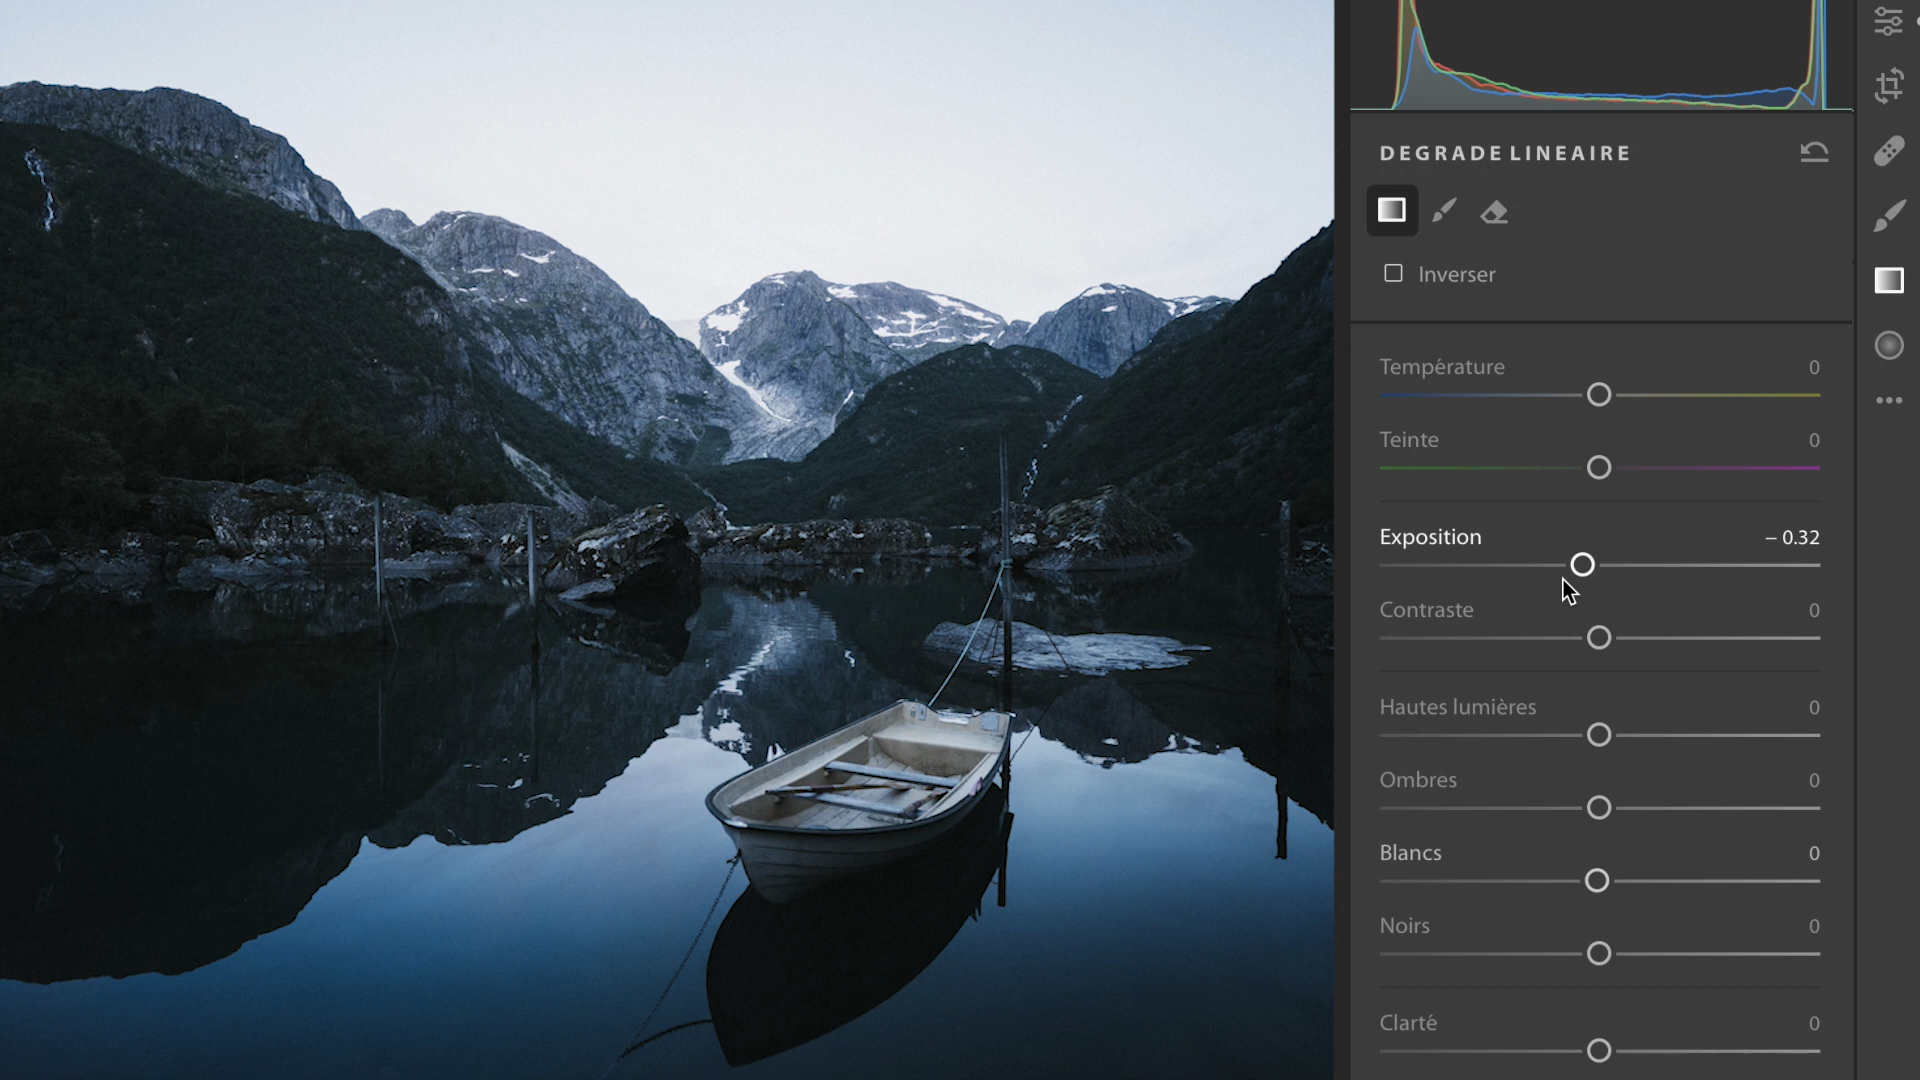 DEGRADE LINEAIRE
Inverser
Température 0
Teinte 0
Exposition – 0.32
Contraste 0
Hautes lumières 0
Ombres 0
Blancs 0
Noirs 0
Clarté 0